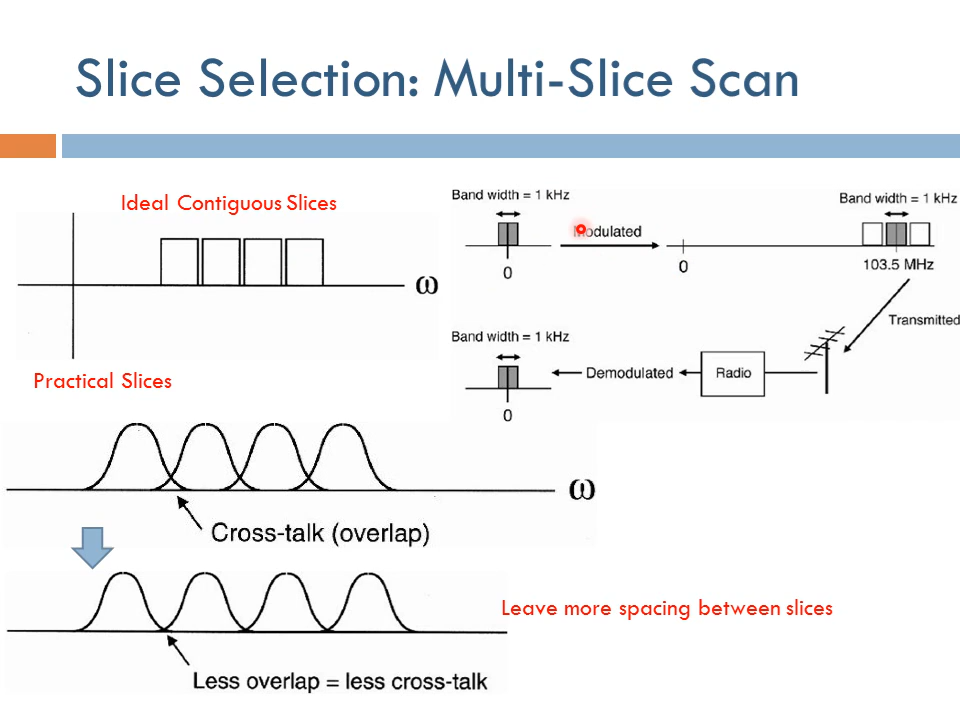 Slice Selection: Multi-Slice Scan
Ideal Contiguous Slices
ω
Band width = 1 kHz
0
Modulated
0
Band width = 1 kHz
103.5 MHz
Transmitted
Band width = 1 kHz
0
Demodulated
Radio
Practical Slices
ω
Cross-talk (overlap)
Leave more spacing between slices
Less overlap = less cross-talk